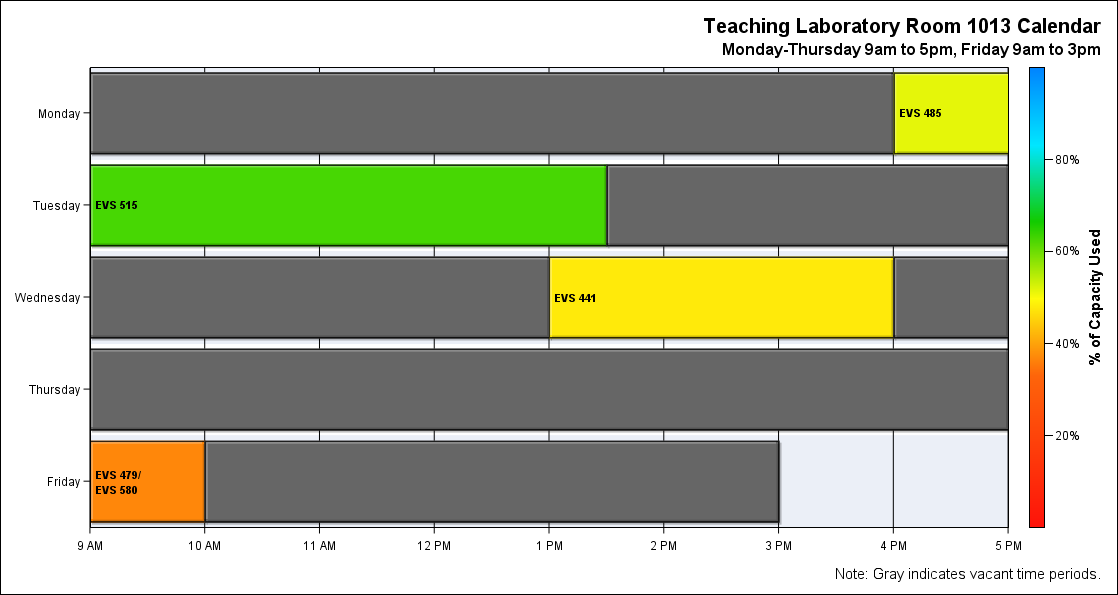 Teaching Laboratory Room 1013 Calendar
Monday-Thursday 9am to 5pm, Friday 9am to 3pm
Monday
EVS 485
Tuesday
EVS 515
Wednesday
EVS 441
Thursday
Friday
EVS 479/
EVS 580
9 AM
10 AM
11 AM
12 PM
1 PM
2 PM
3 PM
4 PM
5 PM
80%
60%
40%
20%
% of Capacity Used
Note: Gray indicates vacant time periods.